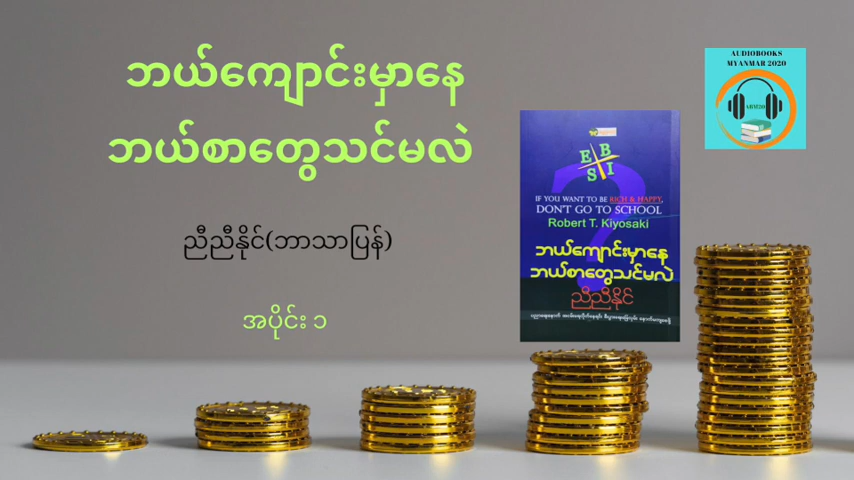 ဘယ်ကျောင်းမှာနေ
ဘယ်စာတွေသင်မလဲ
ညီညီနိုင်(ဘာသာပြန်)
အပိုင်း ၁
AUDIOBOOKS
MYANMAR 2020
ABM20
E B
S I
IF YOU WANT TO BE RICH & HAPPY,
DON'T GO TO SCHOOL
Robert T. Kiyosaki
ဘယ်ကျောင်းမှာနေ
ဘယ်စာတွေသင်မလဲ
ညီညီနိုင်